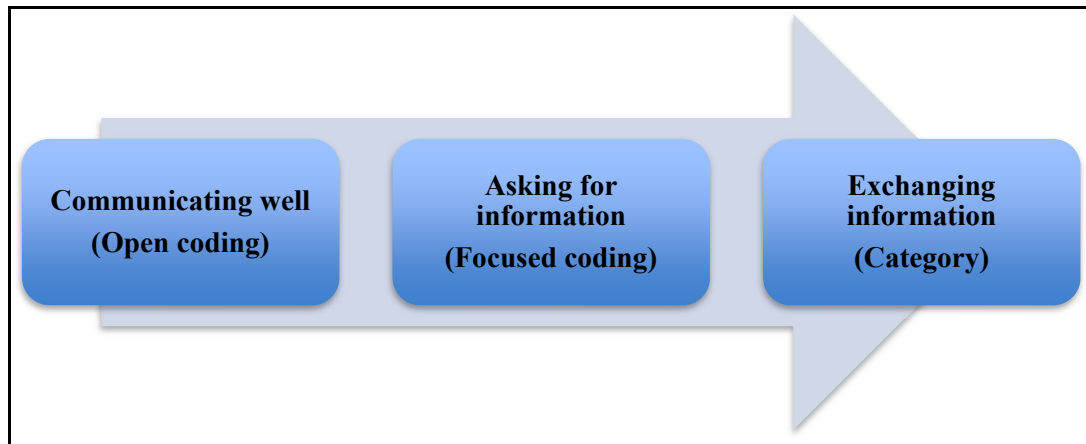 Communicating well
(Open coding)
Asking for
information
(Focused coding)
Exchanging
information
(Category)